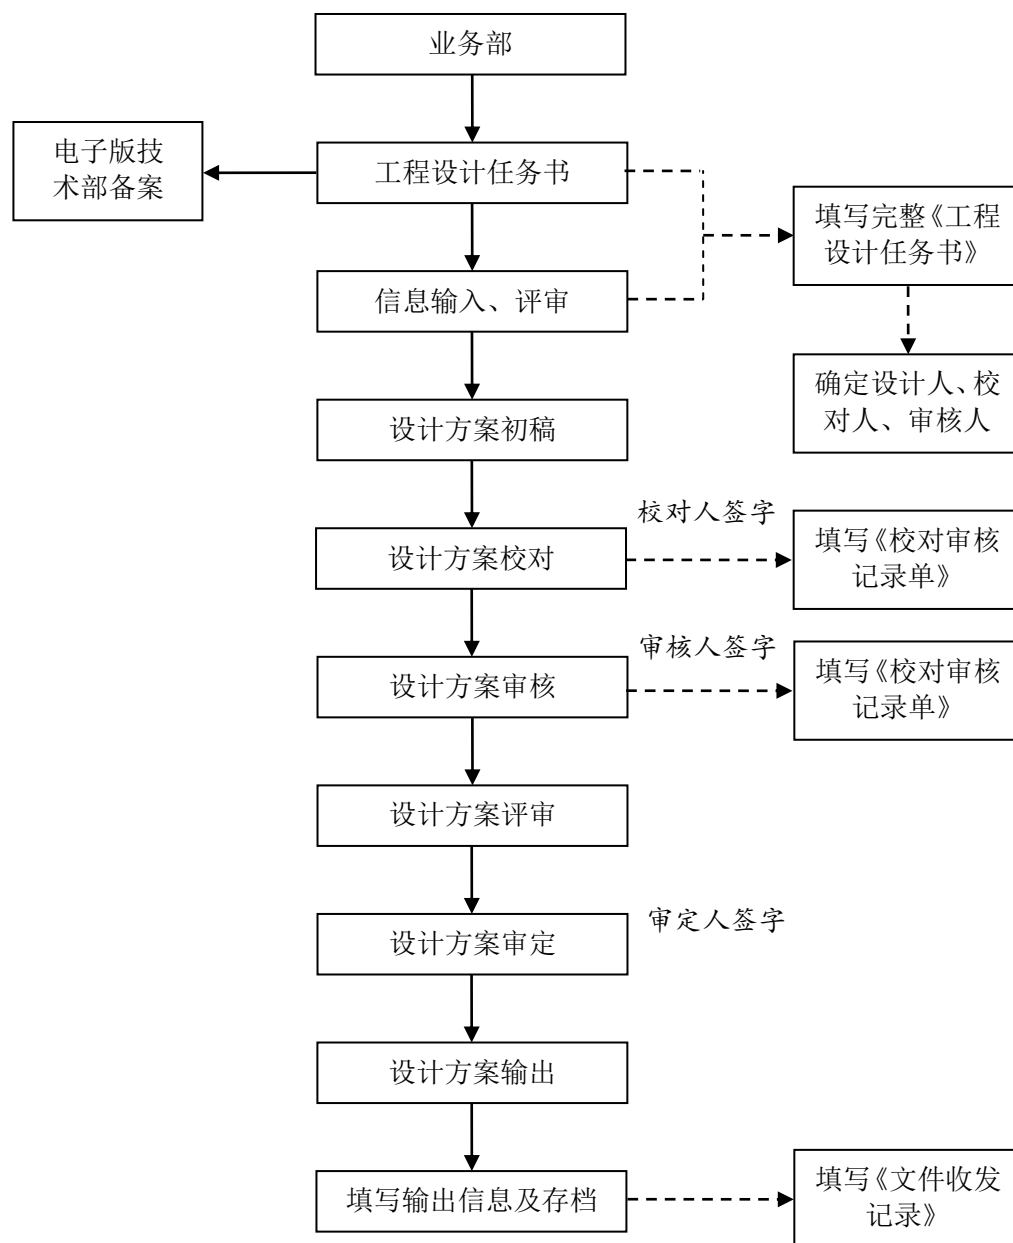 业务部
电子版技
术部备案
工程设计任务书
填写完整《工程
设计任务书》
信息输入、评审
确定设计人、校
对人、审核人
设计方案初稿
校对人签字
设计方案校对
填写《校对审核
记录单》
审核人签字
设计方案审核
填写《校对审核
记录单》
设计方案评审
审定人签字
设计方案审定
设计方案输出
填写输出信息及存档
填写《文件收发
记录》